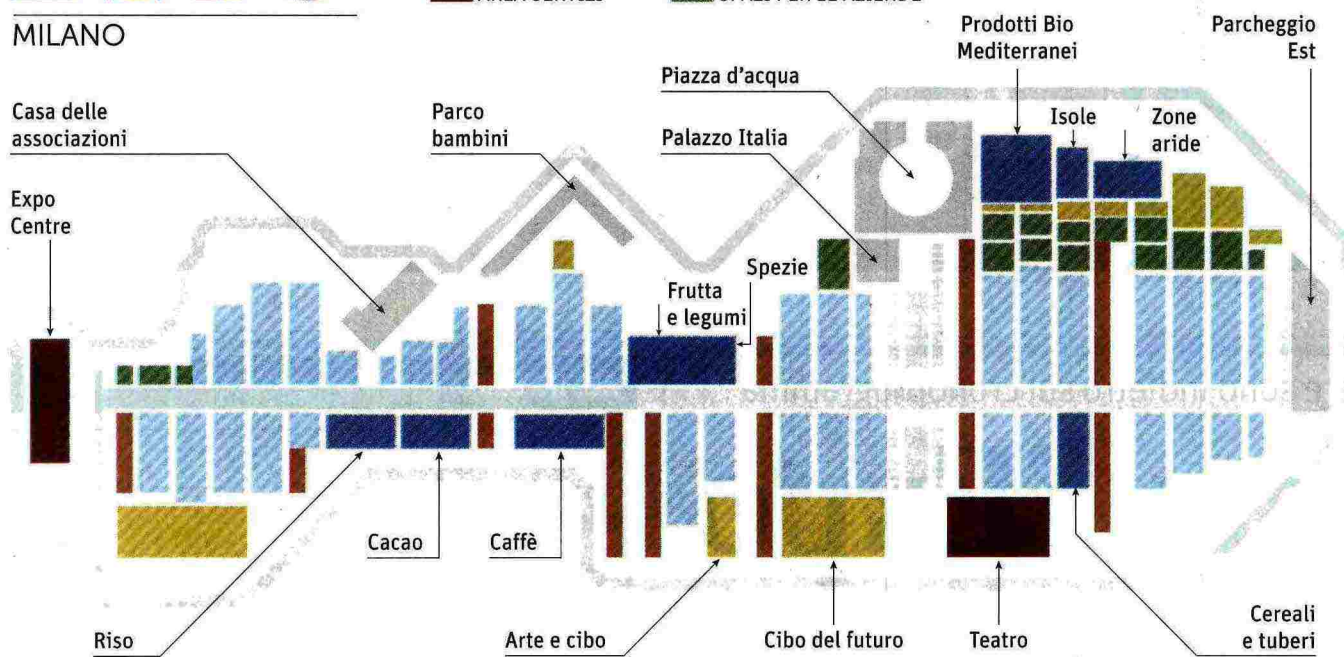 MILANO
Prodotti Bio
Mediterranei
Parcheggio
Est
Piazza d'acqua
Casa delle
associazioni
Parco
bambini
Isole
Zone
aride
Palazzo Italia
Expo
Centre
Spezie
Frutta
e legumi
Cacao
Caffè
Riso
Arte e cibo
Cibo del futuro
Teatro
Cereali
e tuberi